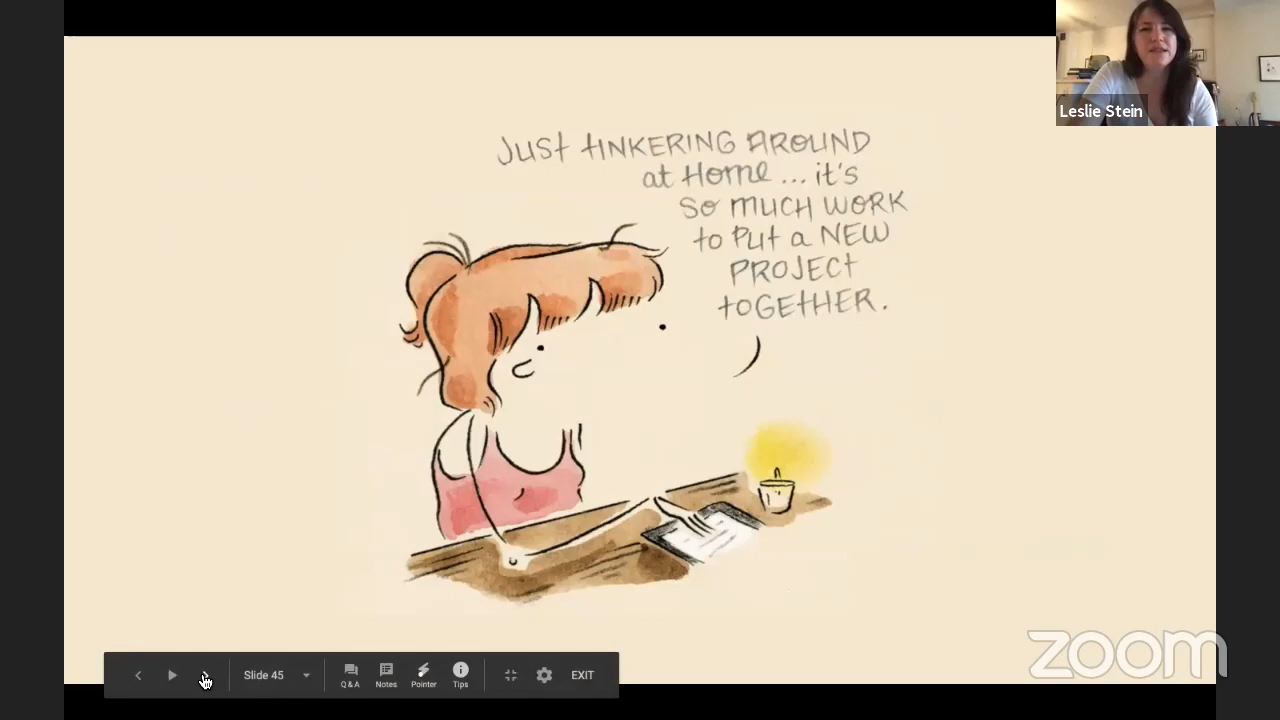 Leslie Stein
JUST tINKERING AROUND
at Home... it's
so mUCH WORK
to PUt a NEW
PROJECt
toGEtHER.
Slide 45
Q&A
Notes
Pointer
Tips
EXIT
zoom